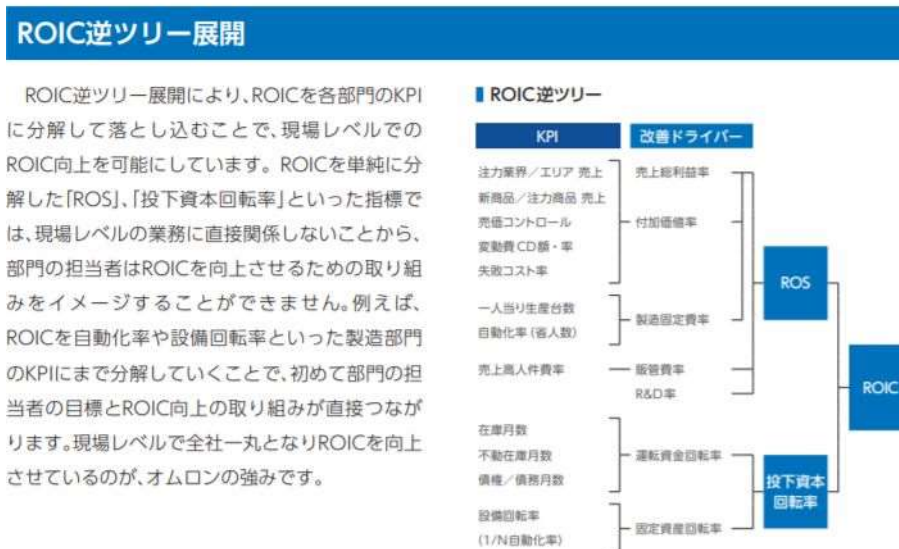 ROIC逆ツリー展開
ROIC逆ツリー展開により、ROICを各部門のKPI
に分解して落とし込むことで、現場レベルでの
ROIC向上を可能にしています。ROICを単純に分
解した「ROS」、「投下資本回転率」といった指標で
は、現場レベルの業務に直接関係しないことから、
部門の担当者はROICを向上させるための取り組
みをイメージすることができません。例えば、
ROICを自動化率や設備回転率といった製造部門
のKPIにまで分解していくことで、初めて部門の担
当者の目標とROIC向上の取り組みが直接つなが
ります。現場レベルで全社一丸となりROICを向上
させているのが、オムロンの強みです。
ROIC逆ツリー
KPI
改善ドライバー
注力業界／エリア 売上
新商品／注力商品 売上
売価コントロール
変動費CD額・率
失敗コスト率
一人当り生産台数
自動化率(省人数)
売上高人件費率
在庫月数
不動在庫月数
債権／債務月数
設備回転率
(1/N自動化率)
売上総利益率
付加価値率
製造固定費率
販管費率
R&D率
運転資金回転率
固定資産回転率
ROS
投下資本
回転率
ROIC